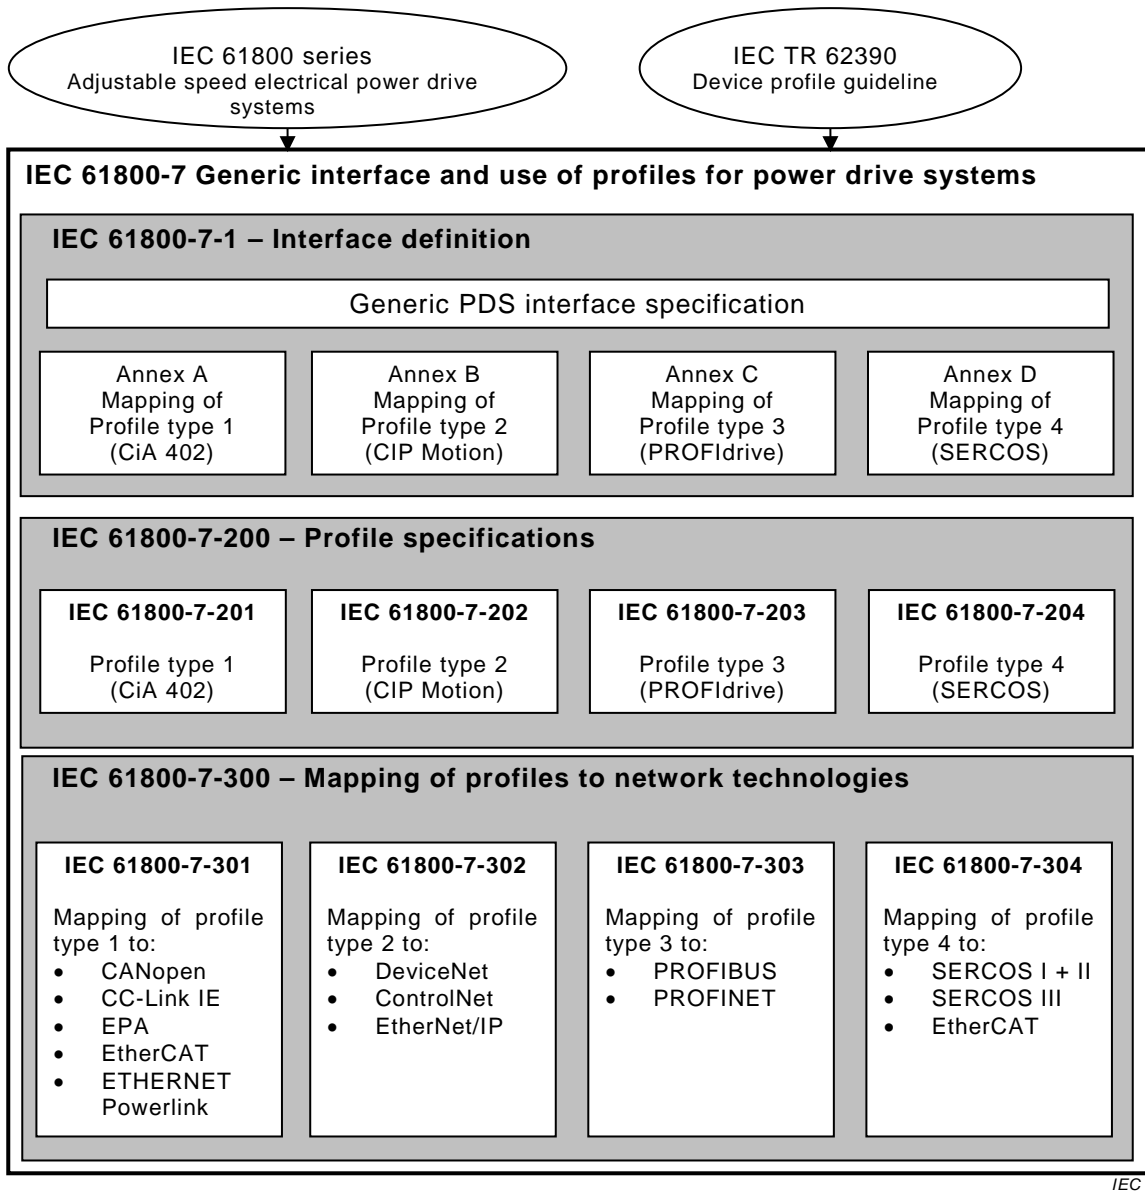 IEC 61800 series
Adjustable speed electrical power drive
systems
IEC TR 62390
Device profile guideline
IEC 61800-7 Generic interface and use of profiles for power drive systems
IEC 61800-7-1 – Interface definition
Generic PDS interface specification
Annex A
Mapping of
Profile type 1
(CiA 402)
Annex B
Mapping of
Profile type 2
(CIP Motion)
Annex C
Mapping of
Profile type 3
(PROFIdrive)
Annex D
Mapping of
Profile type 4
(SERCOS)
IEC 61800-7-200 – Profile specifications
IEC 61800-7-201
Profile type 1
(CiA 402)
IEC 61800-7-202
Profile type 2
(CIP Motion)
IEC 61800-7-203
Profile type 3
(PROFIdrive)
IEC 61800-7-204
Profile type 4
(SERCOS)
IEC 61800-7-300 – Mapping of profiles to network technologies
IEC 61800-7-301
Mapping of profile
type 1 to:
• CANopen
• CC-Link IE
• EPA
• EtherCAT
• ETHERNET
Powerlink
IEC 61800-7-302
Mapping of profile
type 2 to:
• DeviceNet
• ControlNet
• EtherNet/IP
IEC 61800-7-303
Mapping of profile
type 3 to:
• PROFIBUS
• PROFINET
IEC 61800-7-304
Mapping of profile
type 4 to:
• SERCOS I + II
• SERCOS III
• EtherCAT
IEC